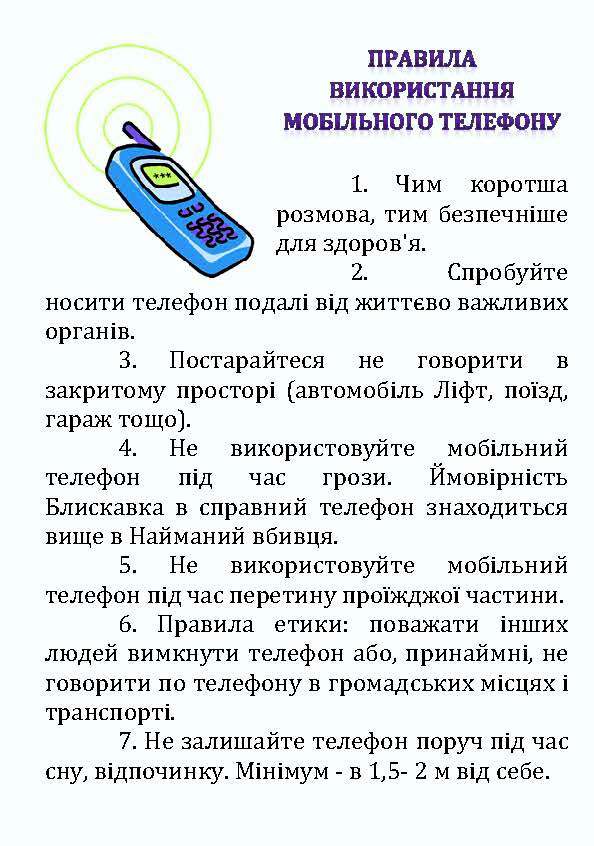 ПРАВИЛА
ВИКОРИСТАННЯ
МОБІЛЬНОГО ТЕЛЕФОНУ
***
1. Чим коротша
розмова, тим безпечніше
для здоров'я.
2. Спробуйте
носити телефон подалі від життєво важливих
органів.
3. Постарайтеся не говорити в
закритому просторі (автомобіль Ліфт, поїзд,
гараж тощо).
4. Не використовуйте мобільний
телефон під час грози. Ймовірність
Блискавка в справний телефон знаходиться
вище в Найманий вбивця.
5. Не використовуйте мобільний
телефон під час перетину проїжджої частини.
6. Правила етики: поважати інших
людей вимкнути телефон або, принаймні, не
говорити по телефону в громадських місцях і
транспорті.
7. Не залишайте телефон поруч під час
сну, відпочинку. Мінімум - в 1,5- 2 м від себе.